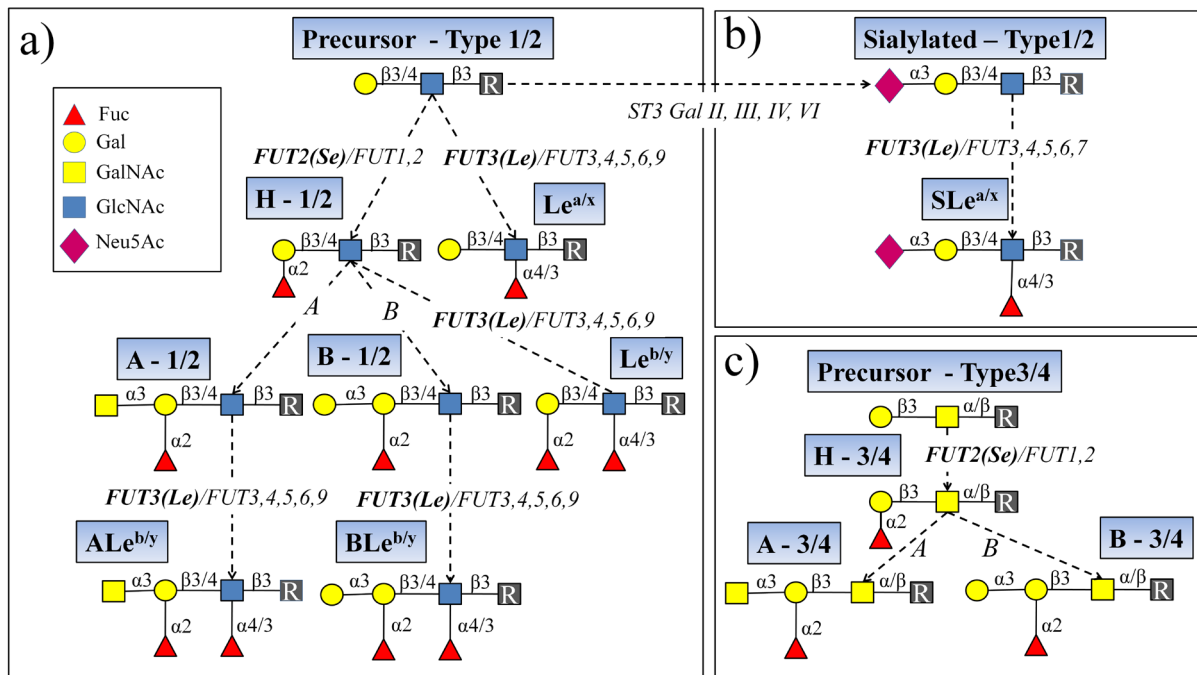 a)
Precursor - Type 1/2
β3/4 β3 R
Fuc
Gal
GalNAc
GlcNAc
Neu5Ac
ST3 Gal II, III, IV, VI
FUT2(Se)/FUT1,2 FUT3(Le)/FUT3,4,5,6,9
H - 1/2
Le^a/x
β3/4 β3 R
α2
β3/4 β3 R
α4/3
A
B
FUT3(Le)/FUT3,4,5,6,9
A - 1/2
B - 1/2
Le^b/y
α3 β3/4 β3 R
α2
α3 β3/4 β3 R
α2
β3/4 β3 R
α2 α4/3
FUT3(Le)/FUT3,4,5,6,9 FUT3(Le)/FUT3,4,5,6,9
ALe^b/y
BLe^b/y
α3 β3/4 β3 R
α2 α4/3
α3 β3/4 β3 R
α2 α4/3
b)
Sialylated – Type1/2
α3 β3/4 β3 R
FUT3(Le)/FUT3,4,5,6,7
SLe^a/x
α3 β3/4 β3 R
α4/3
c)
Precursor - Type3/4
β3 α/β R
H - 3/4
FUT2(Se)/FUT1,2
β3 α/β R
α2
A
B
A - 3/4
B - 3/4
α3 β3 α/β R
α2
α3 β3 α/β R
α2